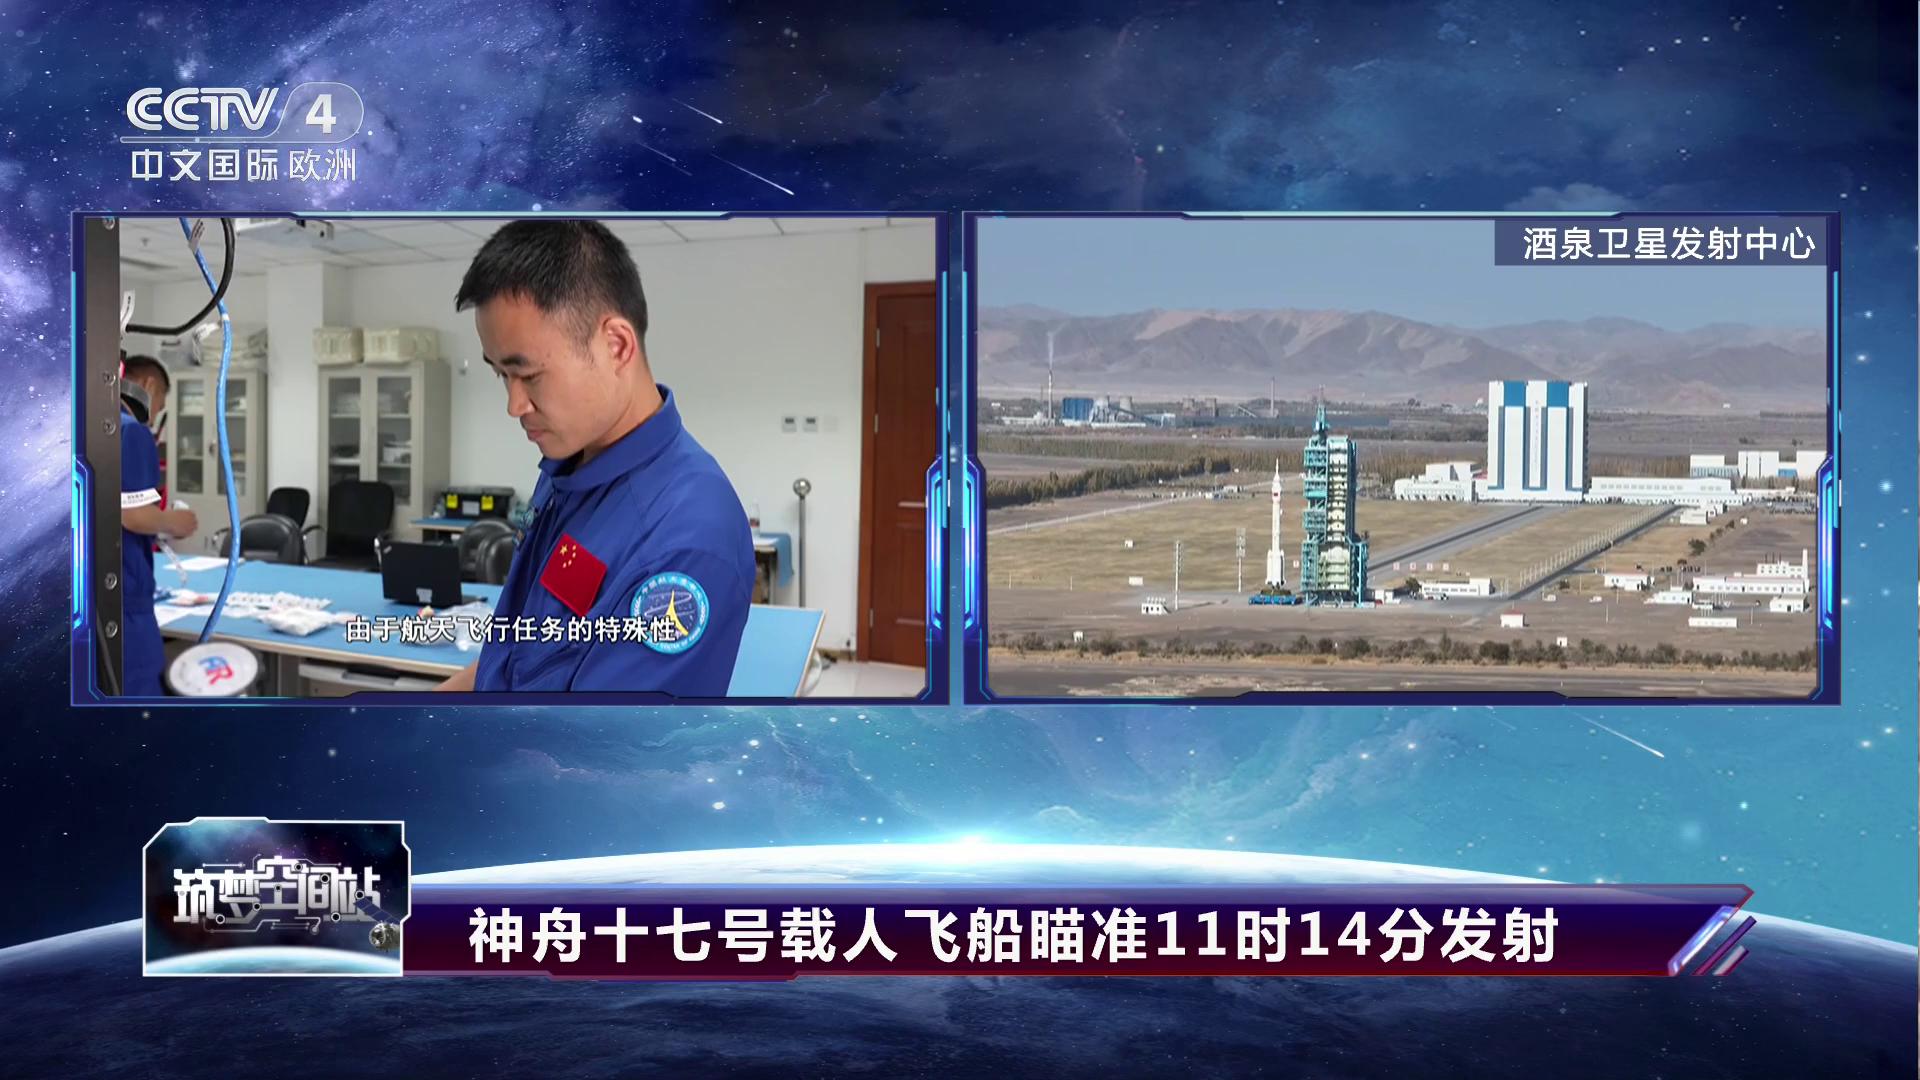 CCTV 4
中文国际 欧洲
酒泉卫星发射中心
由于航天飞行任务的特殊性
筑梦空间站
神舟十七号载人飞船瞄准11时14分发射